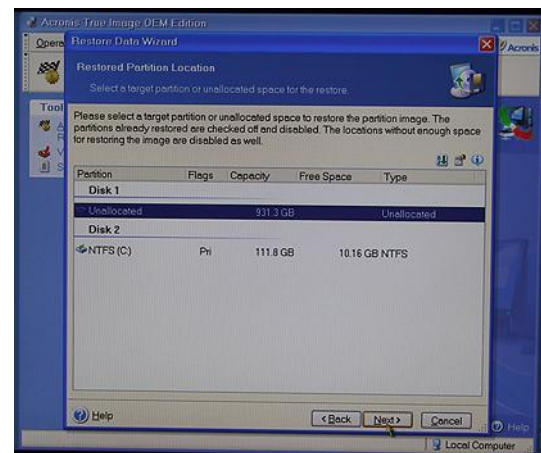 Acronis True Image OEM Edition
Opera
Acronis
Restore Data Wizard
Restored Partition Location
Select a target partition or unallocated space for the restore.
Tool
Please select a target partition or unallocated space to restore the partition image. The
partitions already restored are checked off and disabled. The locations without enough space
for restoring the image are disabled as well.
Partition Flags Capacity Free Space Type
Disk 1
Unallocated 931.3 GB Unallocated
Disk 2
NTFS (C:) Pri 111.8 GB 10.16 GB NTFS
Help
< Back Next > Cancel
Help
Local Computer